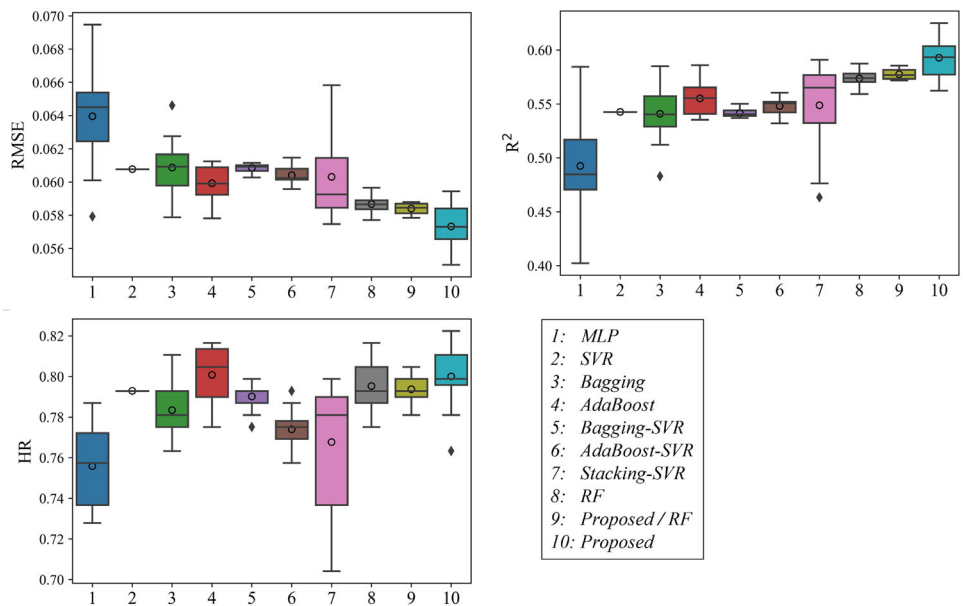 0.070
0.068
0.066
0.064
0.062
0.060
0.058
0.056
RMSE
1 2 3 4 5 6 7 8 9 10
0.60
0.55
0.50
0.45
0.40
R²
1 2 3 4 5 6 7 8 9 10
0.82
0.80
0.78
0.76
0.74
0.72
0.70
HR
1 2 3 4 5 6 7 8 9 10
1: MLP
2: SVR
3: Bagging
4: AdaBoost
5: Bagging-SVR
6: AdaBoost-SVR
7: Stacking-SVR
8: RF
9: Proposed / RF
10: Proposed